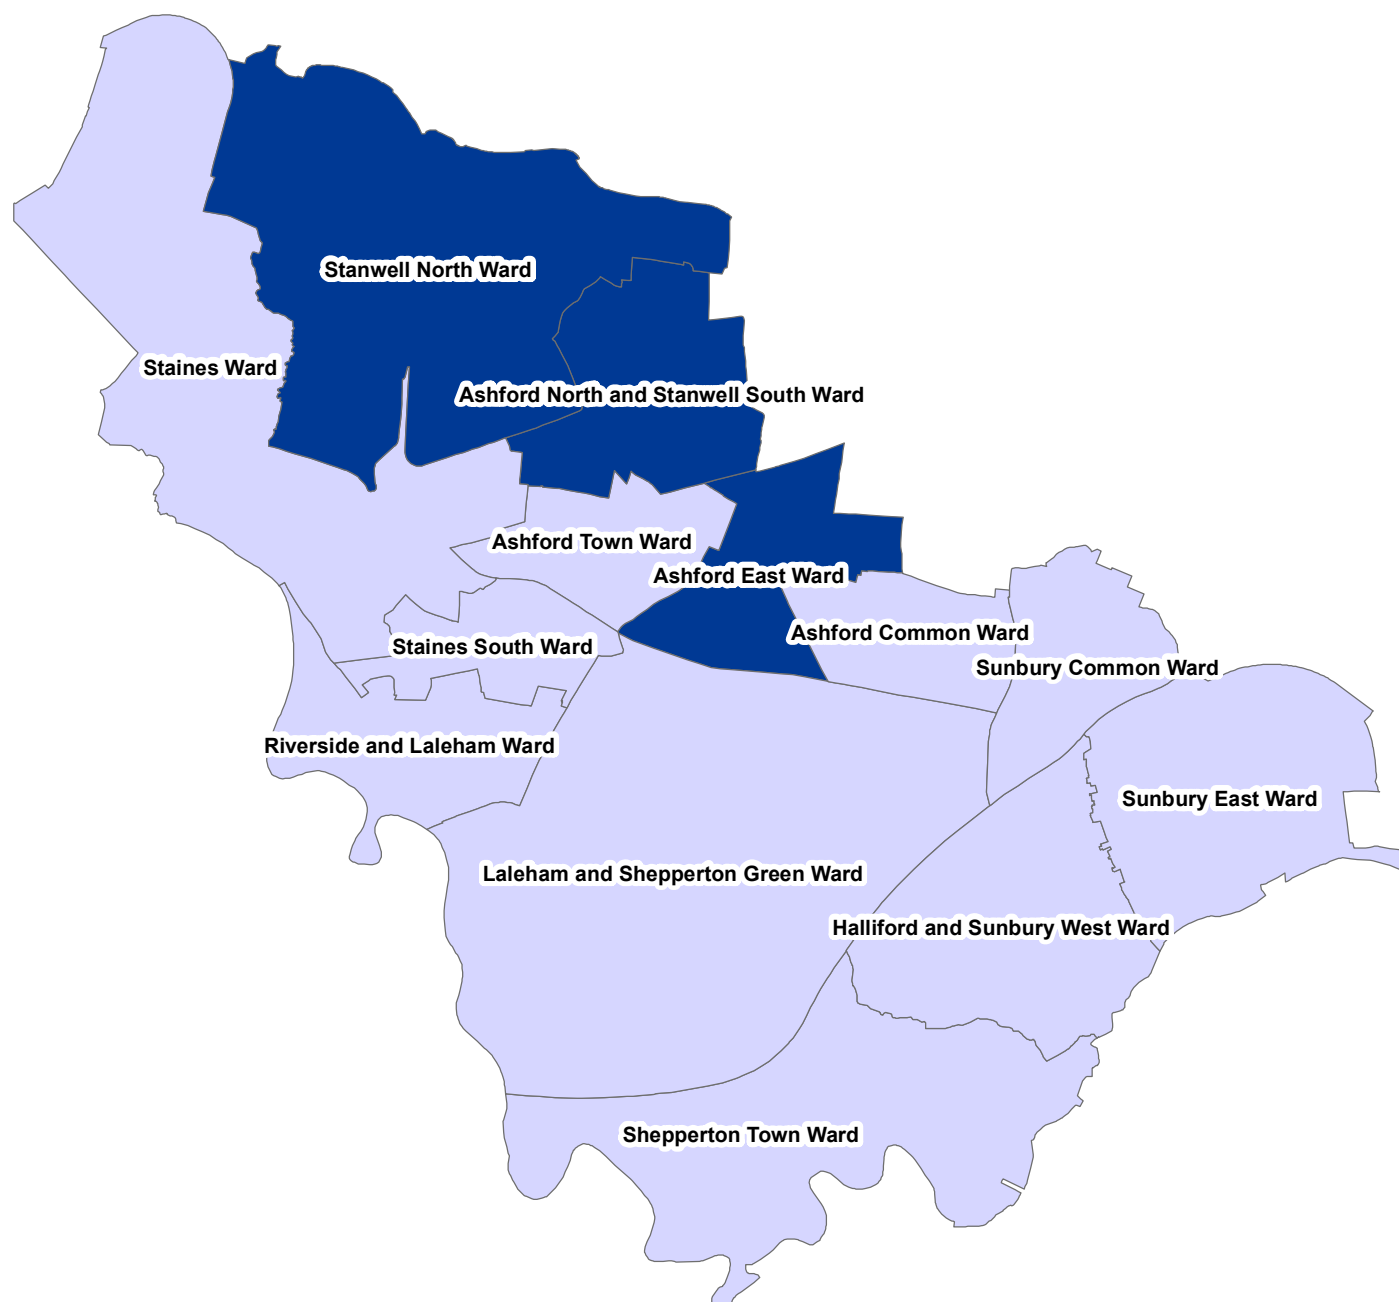 Stanwell North Ward
Staines Ward
Ashford North and Stanwell South Ward
Ashford Town Ward
Ashford East Ward
Ashford Common Ward
Staines South Ward
Sunbury Common Ward
Riverside and Laleham Ward
Sunbury East Ward
Laleham and Shepperton Green Ward
Halliford and Sunbury West Ward
Shepperton Town Ward